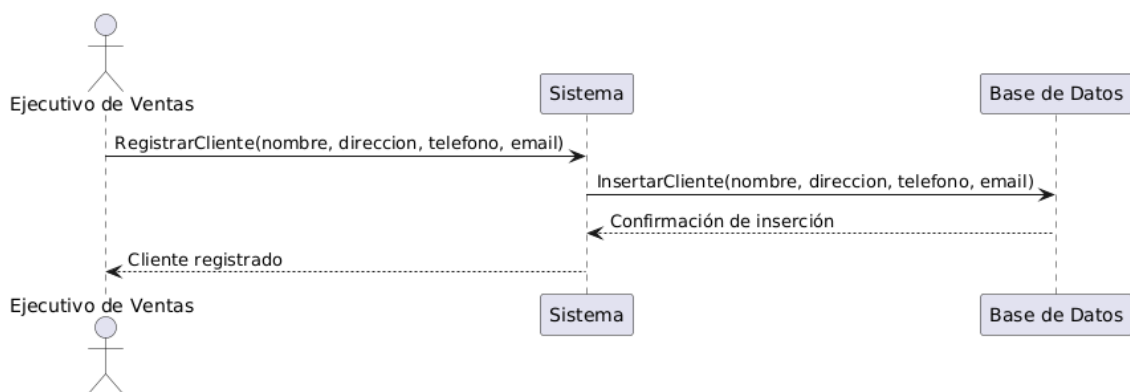 Ejecutivo de Ventas
Sistema
Base de Datos
RegistrarCliente(nombre, direccion, telefono, email)
InsertarCliente(nombre, direccion, telefono, email)
Confirmación de inserción
Cliente registrado
Ejecutivo de Ventas
Sistema
Base de Datos